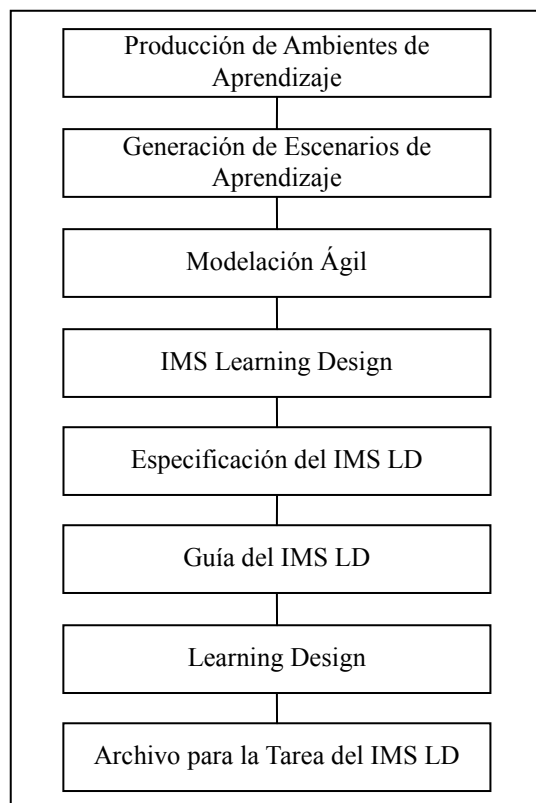 Producción de Ambientes de
Aprendizaje
Generación de Escenarios de
Aprendizaje
Modelación Ágil
IMS Learning Design
Especificación del IMS LD
Guía del IMS LD
Learning Design
Archivo para la Tarea del IMS LD